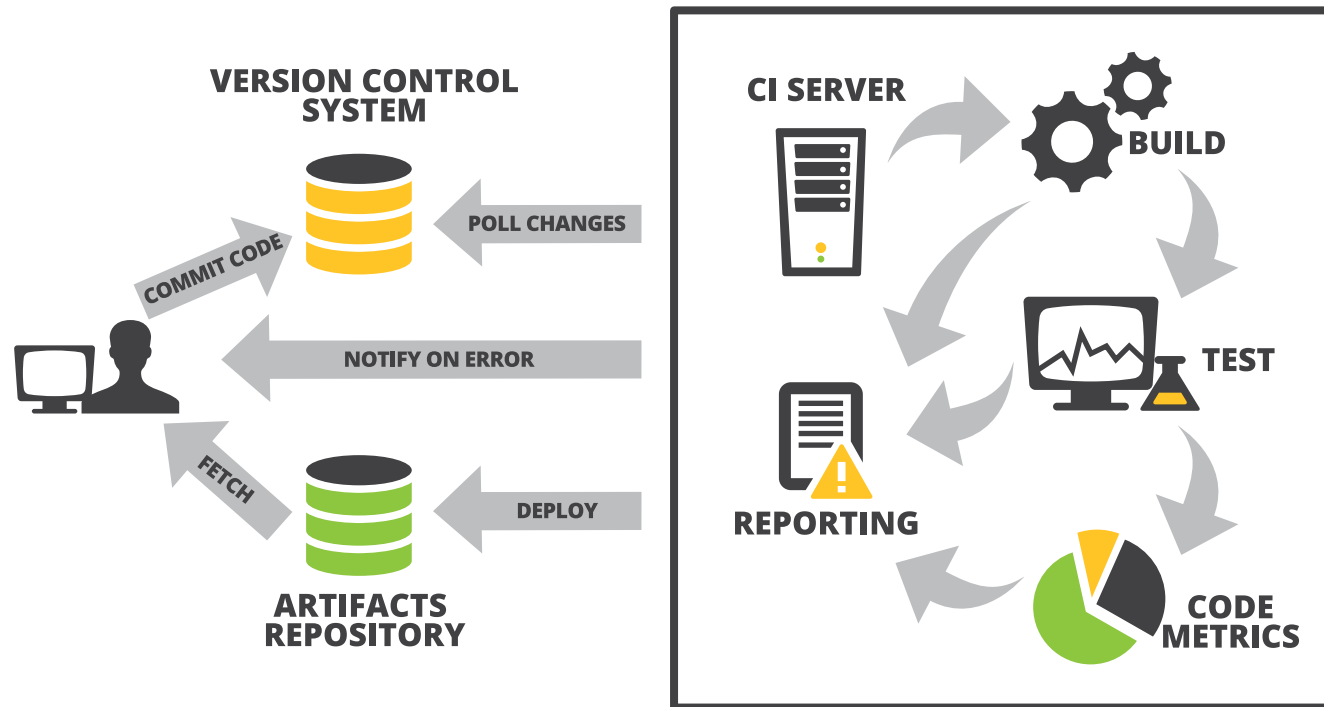 VERSION CONTROL
SYSTEM
COMMIT CODE
POLL CHANGES
NOTIFY ON ERROR
FETCH
DEPLOY
ARTIFACTS
REPOSITORY
CI SERVER
BUILD
TEST
REPORTING
CODE
METRICS